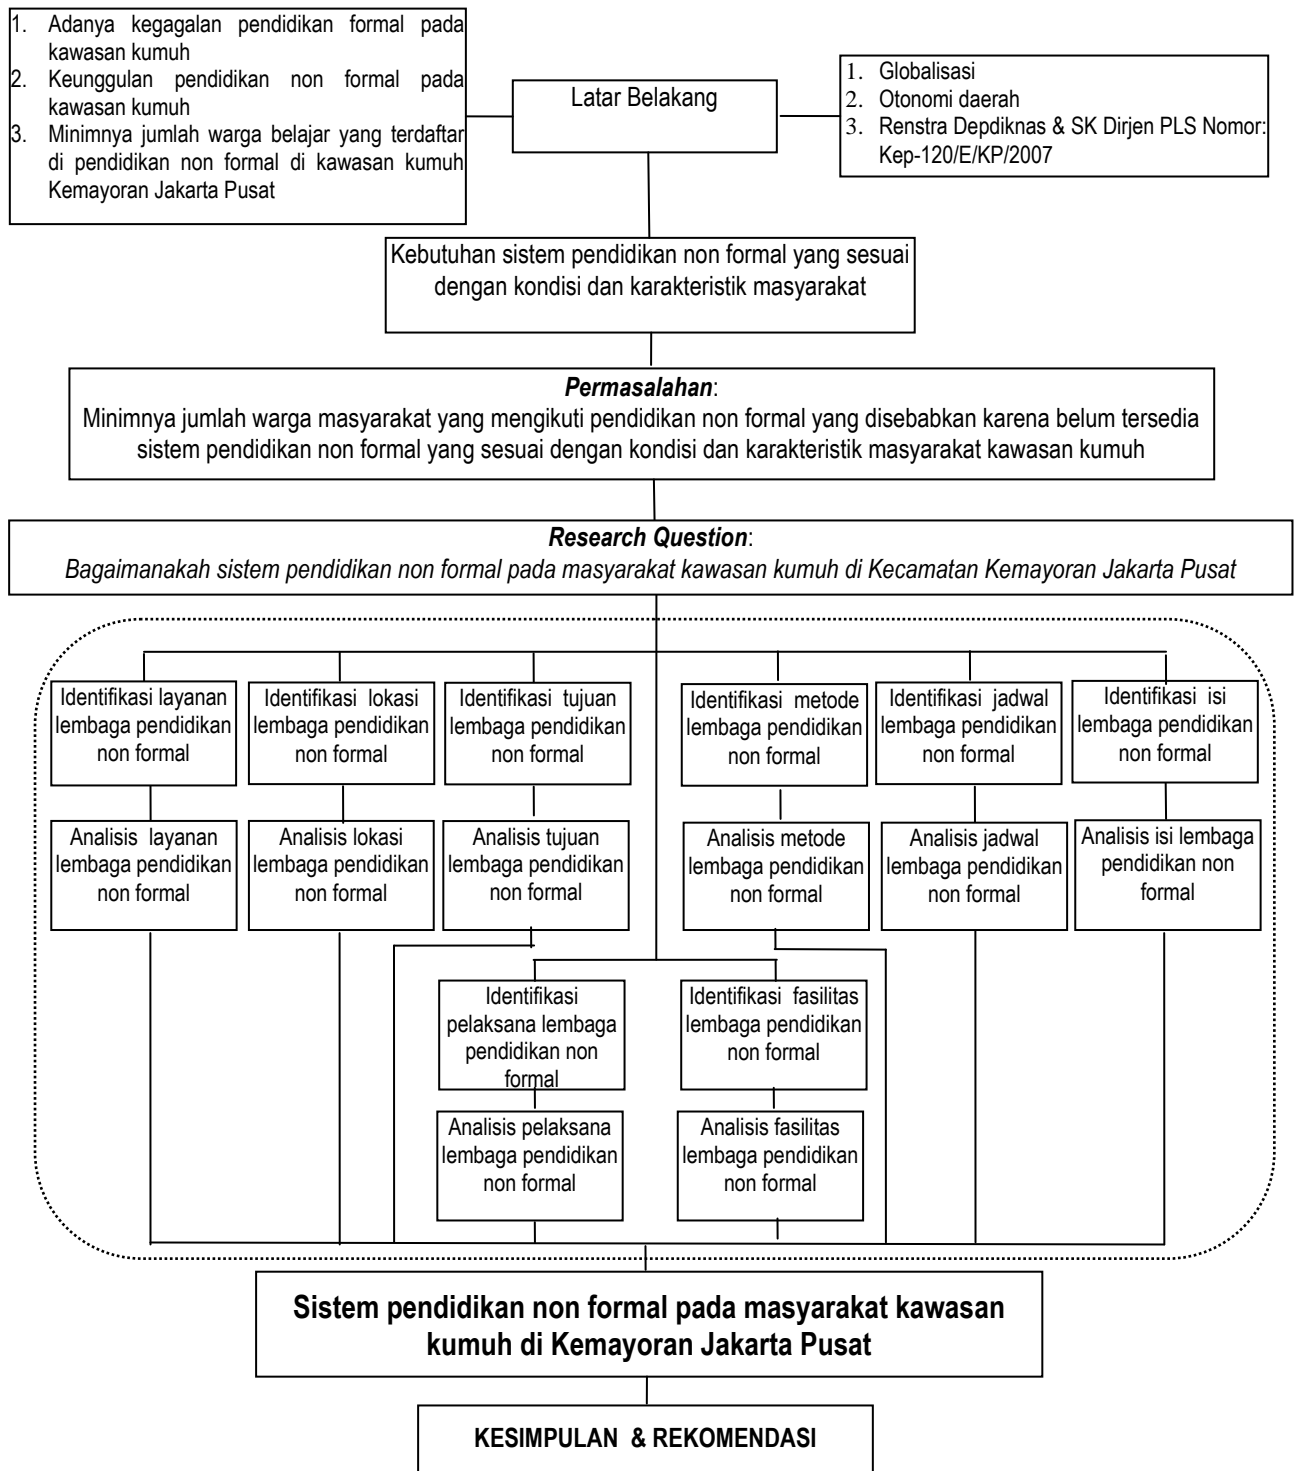 1. Adanya kegagalan pendidikan formal pada
kawasan kumuh
2. Keunggulan pendidikan non formal pada
kawasan kumuh
3. Minimnya jumlah warga belajar yang terdaftar
di pendidikan non formal di kawasan kumuh
Kemayoran Jakarta Pusat
Latar Belakang
1. Globalisasi
2. Otonomi daerah
3. Renstra Depdiknas & SK Dirjen PLS Nomor:
Kep-120/E/KP/2007
Kebutuhan sistem pendidikan non formal yang sesuai
dengan kondisi dan karakteristik masyarakat
Permasalahan:
Minimnya jumlah warga masyarakat yang mengikuti pendidikan non formal yang disebabkan karena belum tersedia
sistem pendidikan non formal yang sesuai dengan kondisi dan karakteristik masyarakat kawasan kumuh
Research Question:
Bagaimanakah sistem pendidikan non formal pada masyarakat kawasan kumuh di Kecamatan Kemayoran Jakarta Pusat
Identifikasi layanan
lembaga pendidikan
non formal
Identifikasi lokasi
lembaga pendidikan
non formal
Identifikasi tujuan
lembaga pendidikan
non formal
Identifikasi metode
lembaga pendidikan
non formal
Identifikasi jadwal
lembaga pendidikan
non formal
Identifikasi isi
lembaga pendidikan
non formal
Analisis layanan
lembaga pendidikan
non formal
Analisis lokasi
lembaga pendidikan
non formal
Analisis tujuan
lembaga pendidikan
non formal
Analisis metode
lembaga pendidikan
non formal
Analisis jadwal
lembaga pendidikan
non formal
Analisis isi lembaga
pendidikan non
formal
Identifikasi
pelaksana lembaga
pendidikan non
formal
Identifikasi fasilitas
lembaga pendidikan
non formal
Analisis pelaksana
lembaga pendidikan
non formal
Analisis fasilitas
lembaga pendidikan
non formal
Sistem pendidikan non formal pada masyarakat kawasan
kumuh di Kemayoran Jakarta Pusat
KESIMPULAN & REKOMENDASI